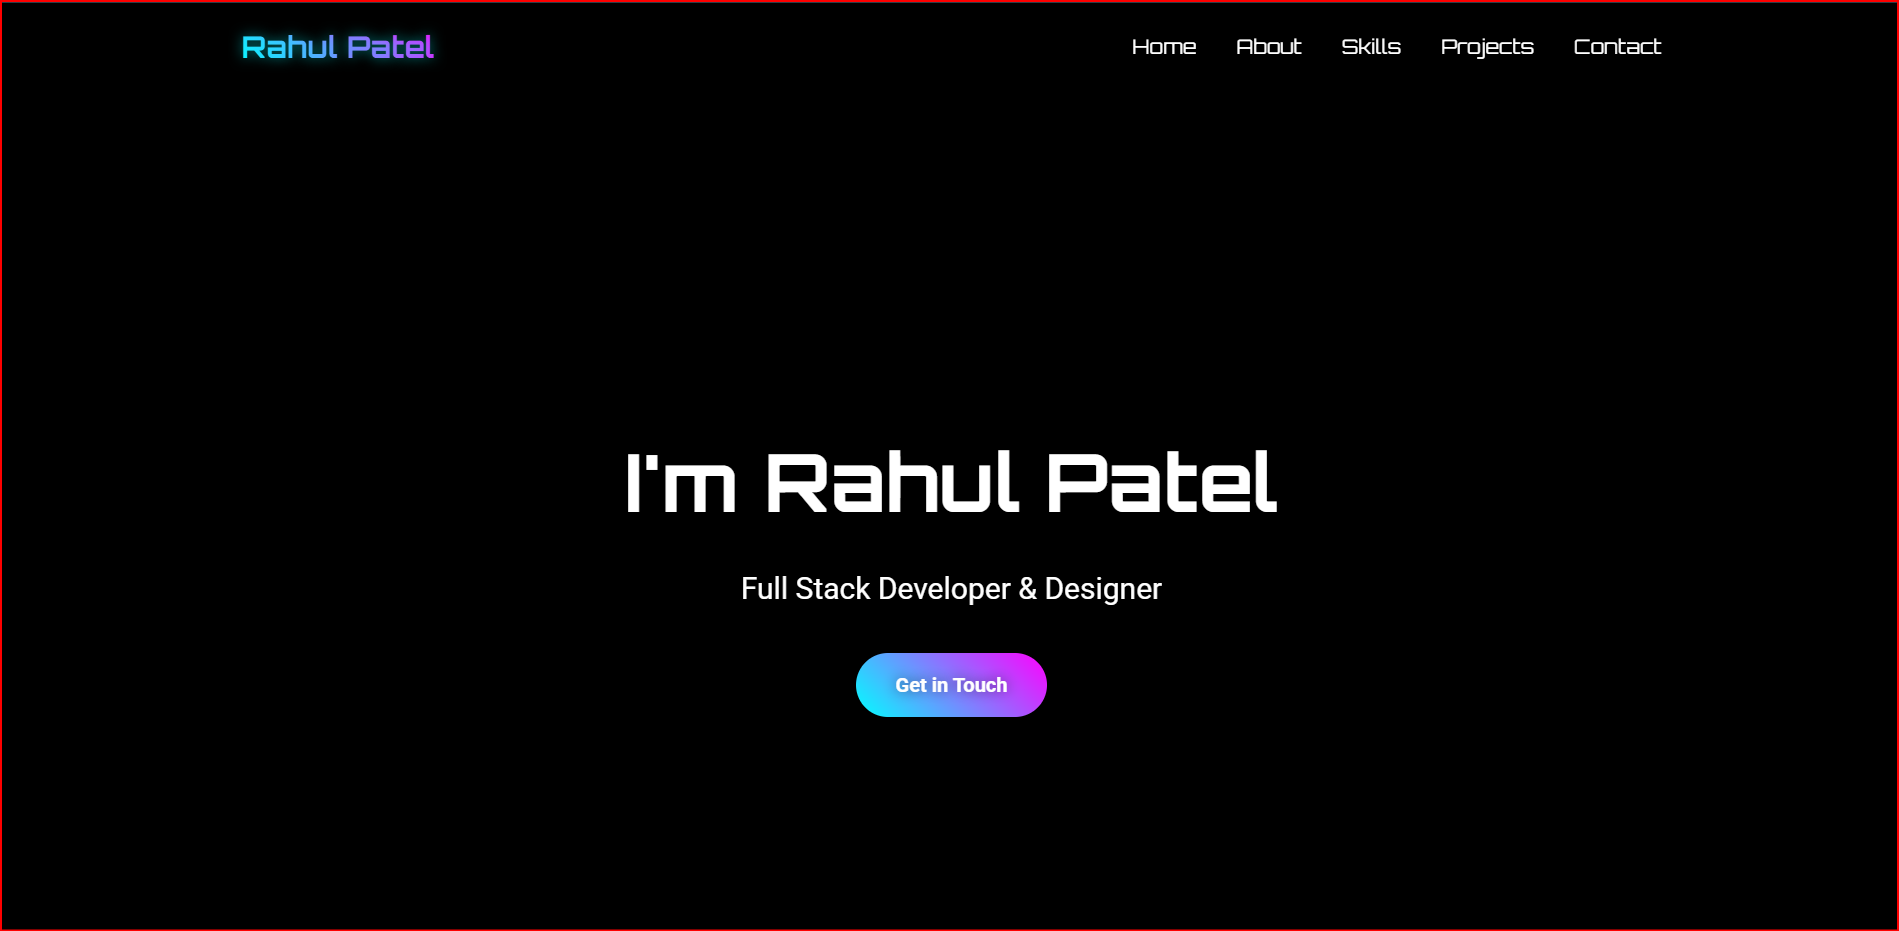 Rahul Patel
Home About Skills Projects Contact
I'm Rahul Patel
Full Stack Developer & Designer
Get in Touch